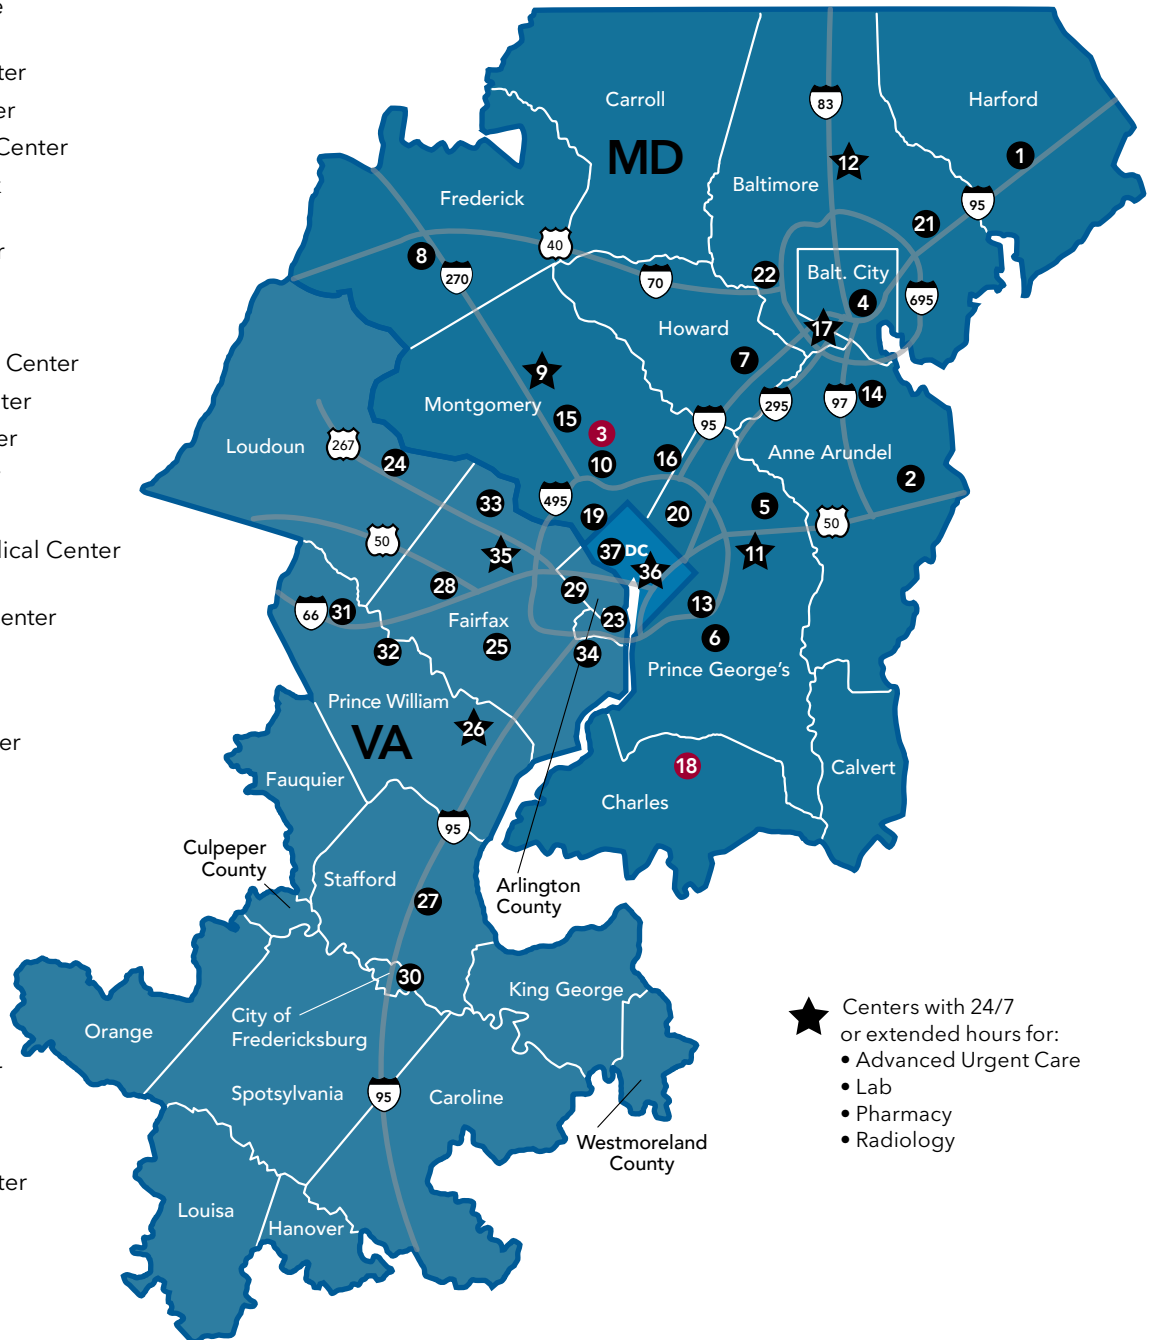 ter
er
Center
r
Center
ter
er
dical Center
enter
er
ter
Carroll
MD
83
Harford
12
1
Baltimore
Frederick
95
21
40
8
270
70
22
Balt. City
695
4
17
Howard
7
9
295
97
14
Montgomery
15
3
95
Loudoun
267
24
10
16
Anne Arundel
2
33
495
19
20
5
50
50
35
37
DC
36
11
28
29
13
66
31
Fairfax
23
6
32
25
34
Prince George's
Prince William
26
VA
18
Calvert
Fauquier
Charles
95
Culpeper
County
Stafford
27
Arlington
County
30
King George
City of
Fredericksburg
Orange
Spotsylvania
95
Caroline
Westmoreland
County
Louisa
Hanover
Centers with 24/7
or extended hours for:
• Advanced Urgent Care
• Lab
• Pharmacy
• Radiology